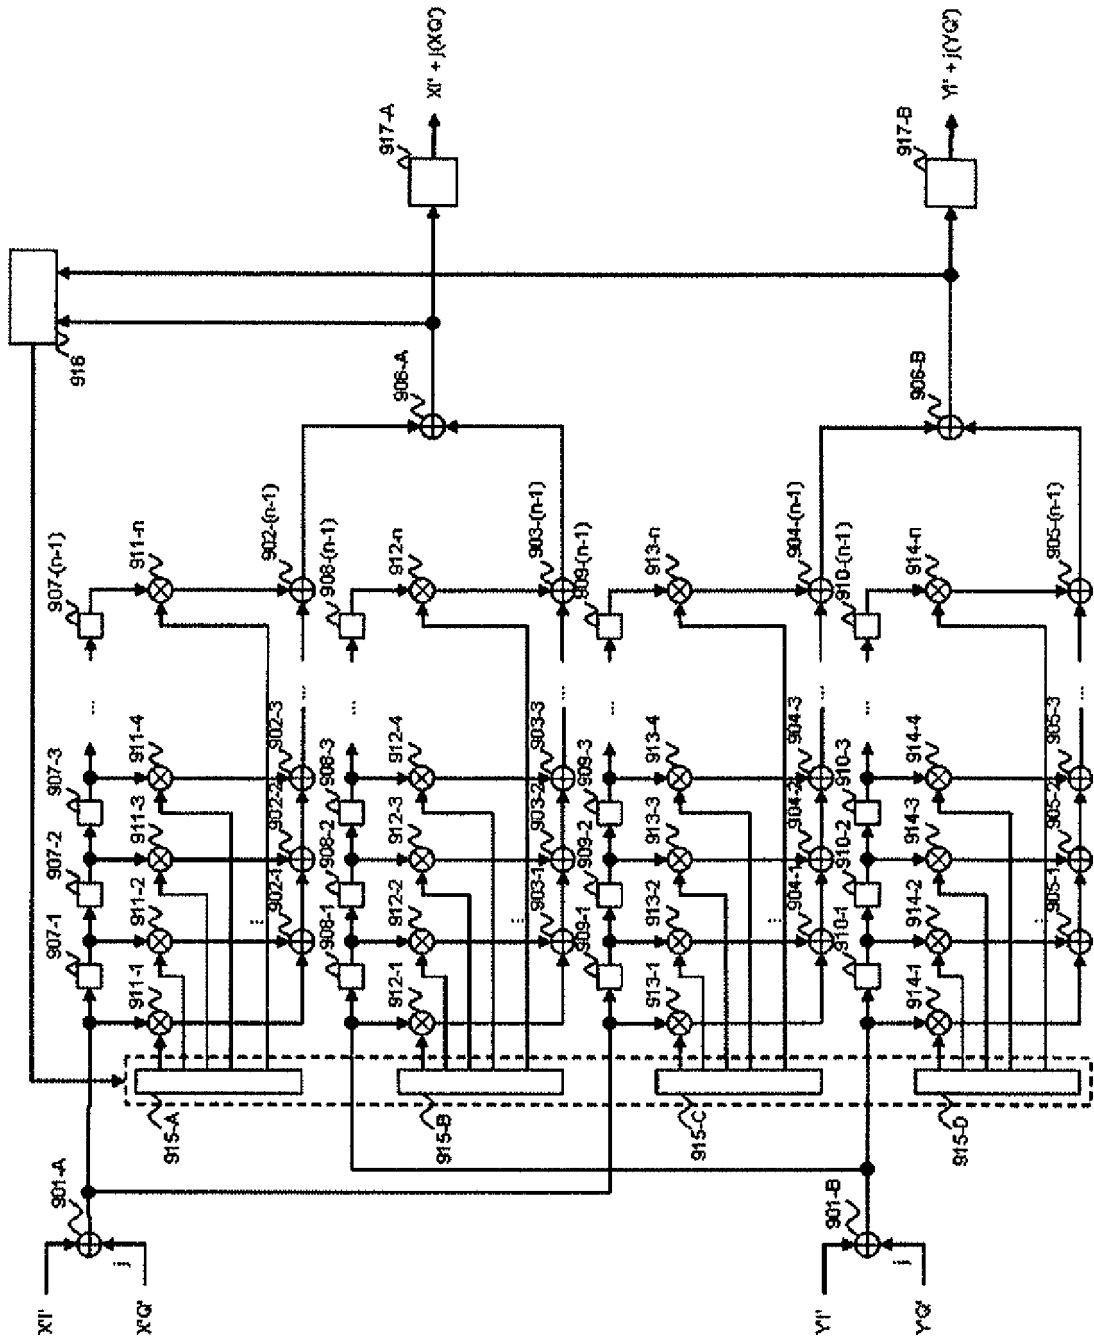 X'I'
X'Q'
j
901-A
907-1
907-2
907-3
...
907-(n-1)
911-1
911-2
911-3
911-4
911-n
915-A
...
902-1
902-2
902-3
...
902-(n-1)
908-1
908-2
908-3
...
908-(n-1)
912-1
912-2
912-3
912-4
912-n
915-B
...
903-1
903-2
903-3
...
903-(n-1)
906-A
916
917-A
XI' + j(XQ')
909-1
909-2
909-3
...
909-(n-1)
913-1
913-2
913-3
913-4
913-n
915-C
...
904-1
904-2
904-3
...
904-(n-1)
Y'I'
Y'Q'
j
901-B
910-1
910-2
910-3
...
910-(n-1)
914-1
914-2
914-3
914-4
914-n
915-D
...
905-1
905-2
905-3
...
905-(n-1)
906-B
917-B
YI' + j(YQ')